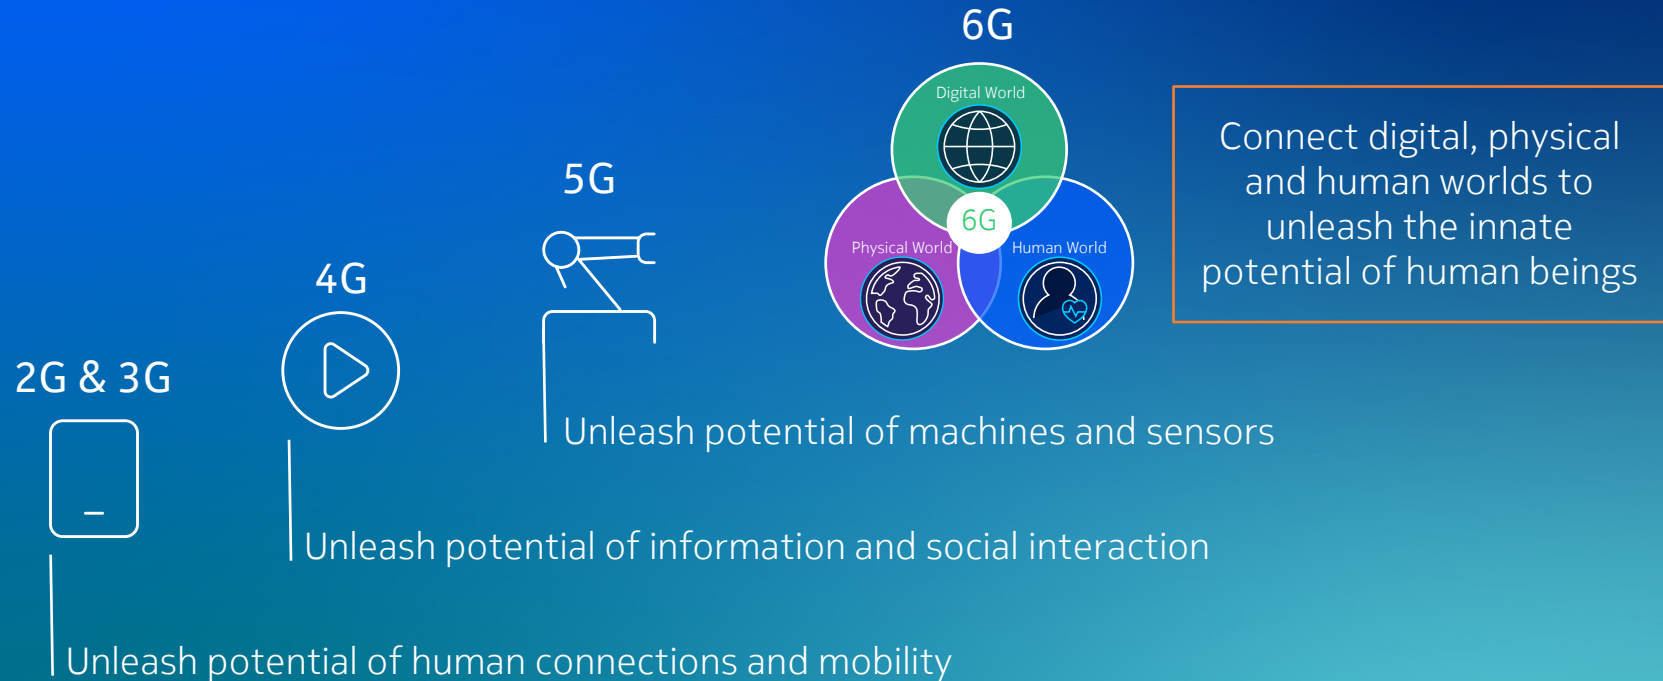 6G
Digital World
6G
Physical World
Human World
Connect digital, physical
and human worlds to
unleash the innate
potential of human beings
5G
Unleash potential of machines and sensors
4G
Unleash potential of information and social interaction
2G & 3G
Unleash potential of human connections and mobility